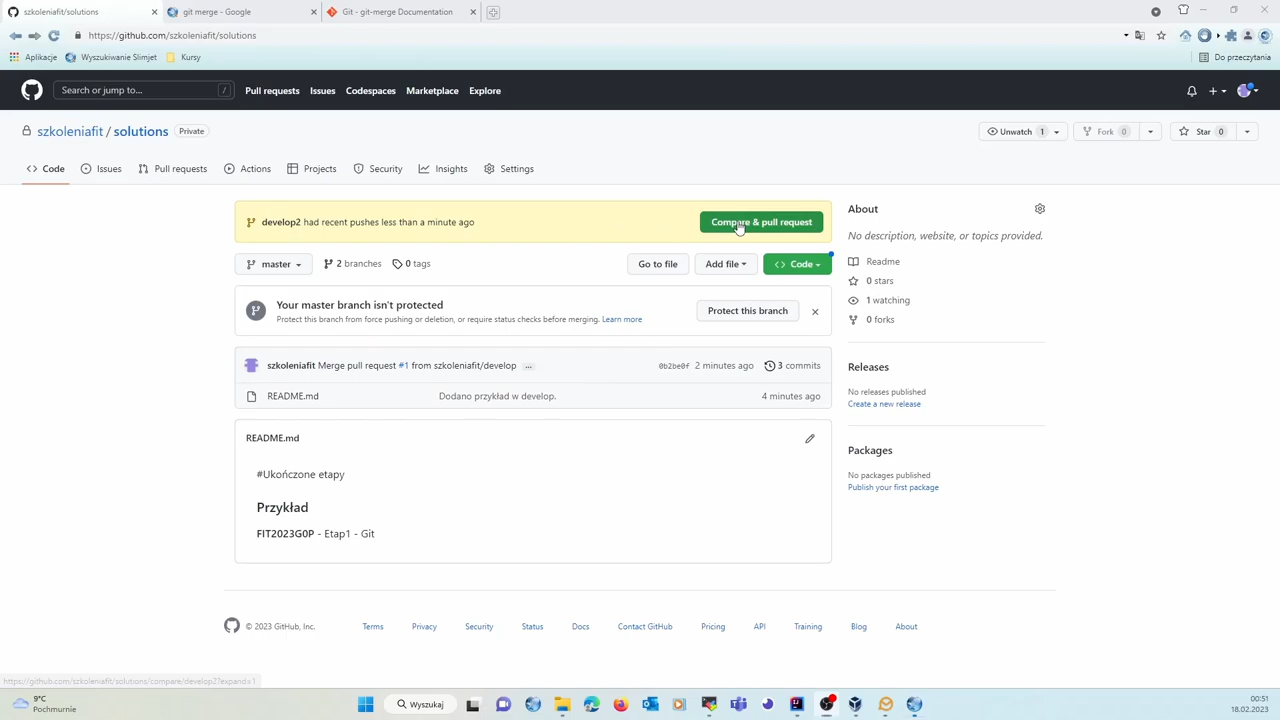 szkoleniafit/solutions
git merge - Google
Git - git-merge Documentation
https://github.com/szkoleniafit/solutions
Aplikacje
Wyszukiwanie Slimjet
Kursy
Do przeczytania
Search or jump to...
/
Pull requests
Issues
Codespaces
Marketplace
Explore
szkoleniafit / solutions
Private
Unwatch 1
Fork 0
Star 0
Code
Issues
Pull requests
Actions
Projects
Security
Insights
Settings
develop2 had recent pushes less than a minute ago
Compare & pull request
master
2 branches
0 tags
Go to file
Add file
Code
Your master branch isn't protected
Protect this branch from force pushing or deletion, or require status checks before merging. Learn more
Protect this branch
szkoleniafit Merge pull request #1 from szkoleniafit/develop ...
0b2be0f 2 minutes ago
3 commits
README.md
Dodano przykład w develop.
4 minutes ago
README.md
#Ukończone etapy
Przykład
FIT2023G0P - Etap1 - Git
About
No description, website, or topics provided.
Readme
0 stars
1 watching
0 forks
Releases
No releases published
Create a new release
Packages
No packages published
Publish your first package
© 2023 GitHub, Inc.
Terms
Privacy
Security
Status
Docs
Contact GitHub
Pricing
API
Training
Blog
About
https://github.com/szkoleniafit/solutions/compare/develop2?expand=1
9°C
Pochmurnie
Wyszukaj
00:51
18.02.2023